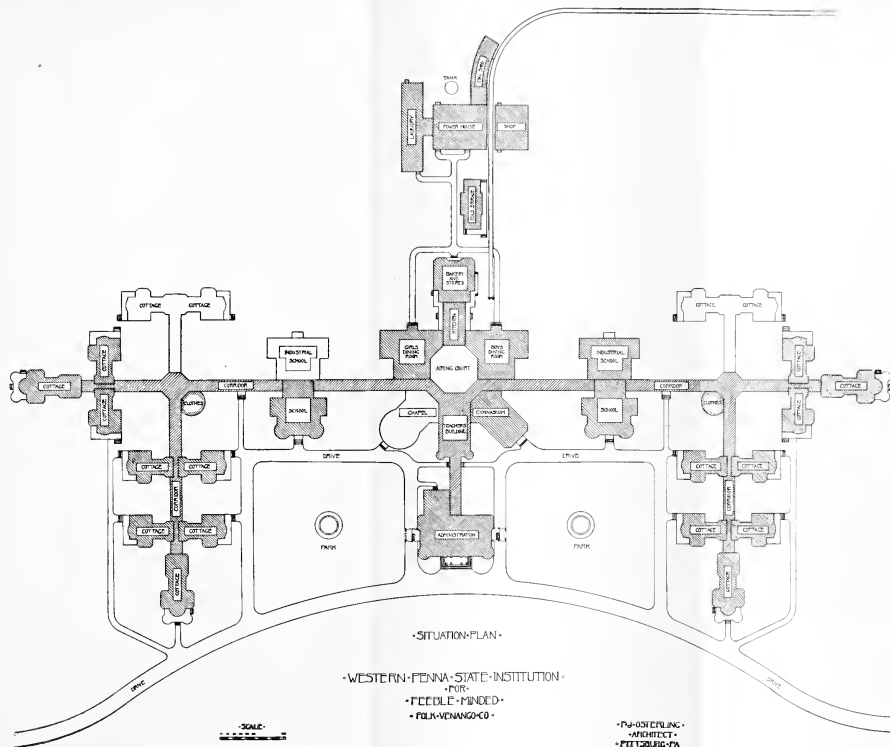 TANK
LAUNDRY
POWER HOUSE
SHOP
COLD STORAGE
BAKERY
AND
STORES
KITCHEN
COTTAGE
COTTAGE
COTTAGE
COTTAGE
COTTAGE
COTTAGE
COTTAGE
INDUSTRIAL
SCHOOL
GIRLS
DINING
ROOM
BOYS
DINING
ROOM
AIRING COURT
INDUSTRIAL
SCHOOL
COTTAGE
COTTAGE
COTTAGE
CORRIDOR
CORRIDOR
CLOTHES
SCHOOL
CHAPEL
TEACHERS
BUILDING
GYMNASIUM
SCHOOL
CLOTHES
DRIVE
DRIVE
COTTAGE
COTTAGE
COTTAGE
COTTAGE
CORRIDOR
CORRIDOR
COTTAGE
COTTAGE
COTTAGE
COTTAGE
PARK
ADMINISTRATION
PARK
COTTAGE
COTTAGE
DRIVE
DRIVE
•SITUATION•PLAN•
•WESTERN•PENNA•STATE•INSTITUTION•
•FOR•
•FEEBLE•MINDED•
•POLK•VENANGO•CO•
•SCALE•
•F•J•OSTERLING•
•ARCHITECT•
•PITTSBURG•PA